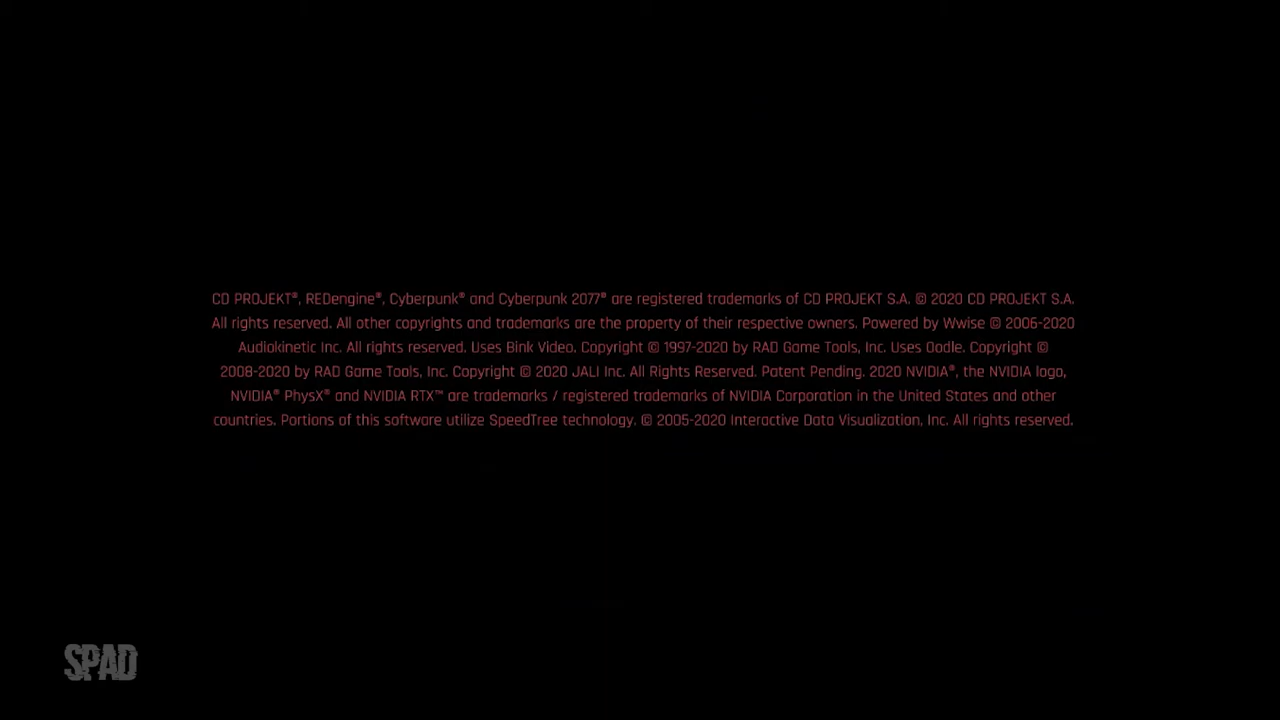 CD PROJEKT®, REDengine®, Cyberpunk® and Cyberpunk 2077® are registered trademarks of CD PROJEKT S.A. © 2020 CD PROJEKT S.A.
All rights reserved. All other copyrights and trademarks are the property of their respective owners. Powered by Wwise © 2006-2020
Audiokinetic Inc. All rights reserved. Uses Bink Video. Copyright © 1997-2020 by RAD Game Tools, Inc. Uses Oodle. Copyright ©
2008-2020 by RAD Game Tools, Inc. Copyright © 2020 JALI Inc. All Rights Reserved. Patent Pending. 2020 NVIDIA®, the NVIDIA logo,
NVIDIA® PhysX® and NVIDIA RTX™ are trademarks / registered trademarks of NVIDIA Corporation in the United States and other
countries. Portions of this software utilize SpeedTree technology. © 2005-2020 Interactive Data Visualization, Inc. All rights reserved.
SPAD